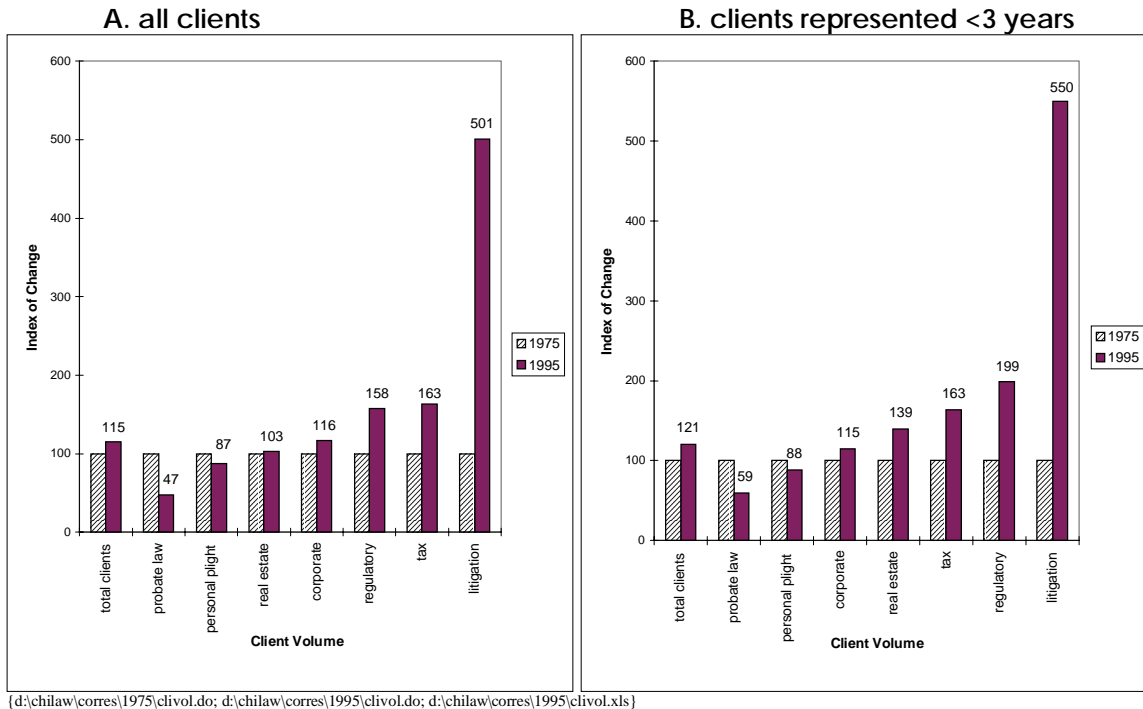 A. all clients
600
500
400
300
200
100
0
Index of Change
115
47
87
103
116
158
163
501
total clients
probate law
personal plight
real estate
corporate
regulatory
tax
litigation
Client Volume
1975
1995
B. clients represented <3 years
600
500
400
300
200
100
0
Index of Change
121
59
88
115
139
163
199
550
total clients
probate law
personal plight
corporate
real estate
tax
regulatory
litigation
Client Volume
1975
1995
{d:\chilaw\corres\1975\clivol.do; d:\chilaw\corres\1995\clivol.do; d:\chilaw\corres\1995\clivol.xls}